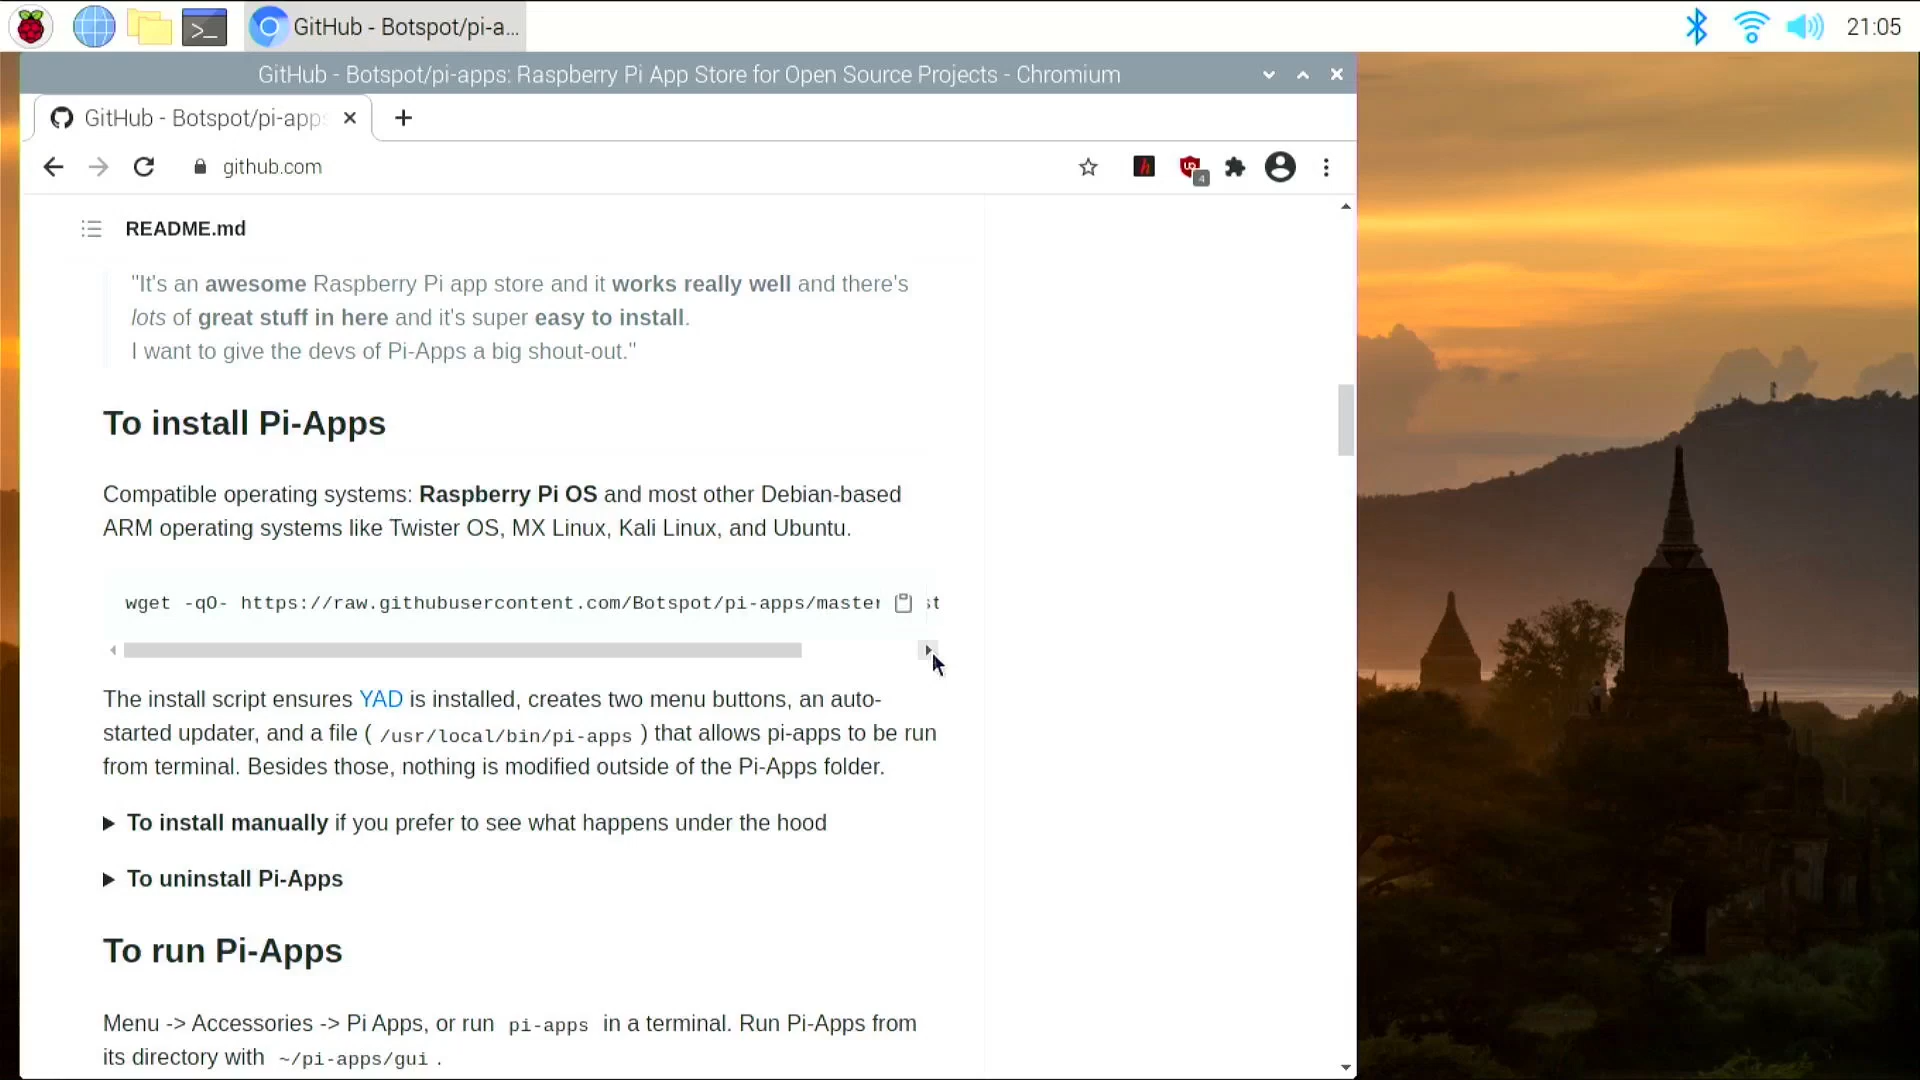 GitHub - Botspot/pi-a...
21:05
GitHub - Botspot/pi-apps: Raspberry Pi App Store for Open Source Projects - Chromium
GitHub - Botspot/pi-apps
github.com
4
README.md
"It's an awesome Raspberry Pi app store and it works really well and there's
lots of great stuff in here and it's super easy to install.
I want to give the devs of Pi-Apps a big shout-out."
To install Pi-Apps
Compatible operating systems: Raspberry Pi OS and most other Debian-based
ARM operating systems like Twister OS, MX Linux, Kali Linux, and Ubuntu.
wget -qO- https://raw.githubusercontent.com/Botspot/pi-apps/master st
The install script ensures YAD is installed, creates two menu buttons, an auto-
started updater, and a file ( /usr/local/bin/pi-apps ) that allows pi-apps to be run
from terminal. Besides those, nothing is modified outside of the Pi-Apps folder.
To install manually if you prefer to see what happens under the hood
To uninstall Pi-Apps
To run Pi-Apps
Menu -> Accessories -> Pi Apps, or run pi-apps in a terminal. Run Pi-Apps from
its directory with ~/pi-apps/gui .